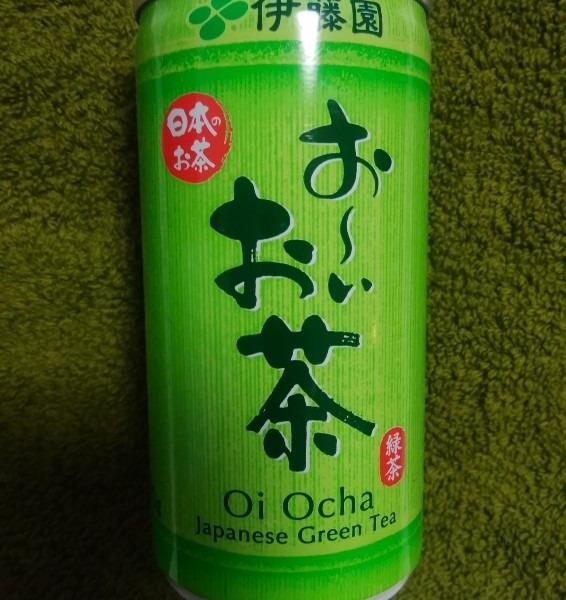 伊藤園
日本の
お茶
お～い
お茶
緑茶
Oi Ocha
Japanese Green Tea